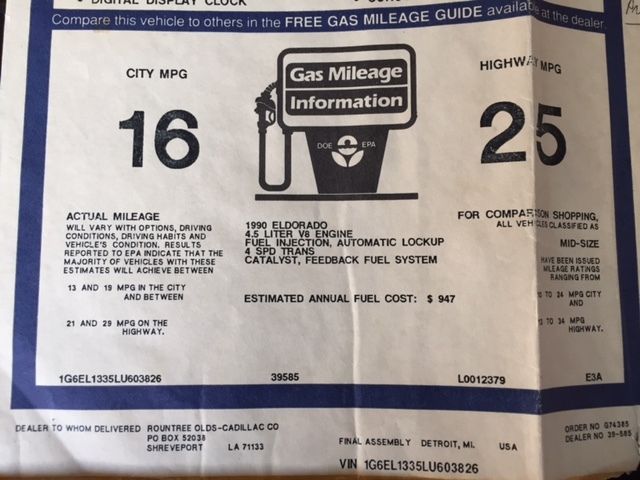 DIGITAL DISPLAY CLOCK
Compare this vehicle to others in the FREE GAS MILEAGE GUIDE available at the dealer.
CITY MPG
16
Gas Mileage
Information
DOE EPA
HIGHWAY MPG
25
ACTUAL MILEAGE
WILL VARY WITH OPTIONS, DRIVING
CONDITIONS, DRIVING HABITS AND
VEHICLE'S CONDITION. RESULTS
REPORTED TO EPA INDICATE THAT THE
MAJORITY OF VEHICLES WITH THESE
ESTIMATES WILL ACHIEVE BETWEEN
13 AND 19 MPG IN THE CITY
AND BETWEEN
21 AND 29 MPG ON THE
HIGHWAY.
1990 ELDORADO
4.5 LITER V8 ENGINE
FUEL INJECTION, AUTOMATIC LOCKUP
4 SPD TRANS
CATALYST, FEEDBACK FUEL SYSTEM
ESTIMATED ANNUAL FUEL COST: $ 947
FOR COMPARISON SHOPPING,
ALL VEHICLES CLASSIFIED AS
MID-SIZE
HAVE BEEN ISSUED
MILEAGE RATINGS
RANGING FROM
TO 24 MPG CITY
AND
TO 34 MPG
HIGHWAY.
1G6EL1335LU603826 39585 L0012379 E3A
DEALER TO WHOM DELIVERED ROUNTREE OLDS-CADILLAC CO
PO BOX 52038
SHREVEPORT LA 71133
FINAL ASSEMBLY DETROIT, MI. USA
VIN 1G6EL1335LU603826
ORDER NO G74385
DEALER NO 39-585